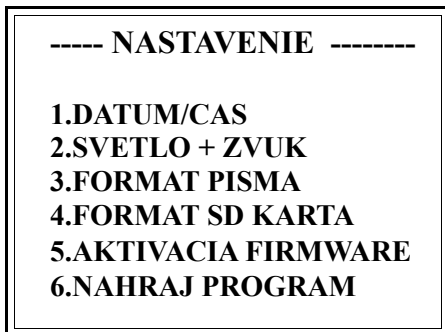 ----- NASTAVENIE --------
1.DATUM/CAS
2.SVETLO + ZVUK
3.FORMAT PISMA
4.FORMAT SD KARTA
5.AKTIVACIA FIRMWARE
6.NAHRAJ PROGRAM